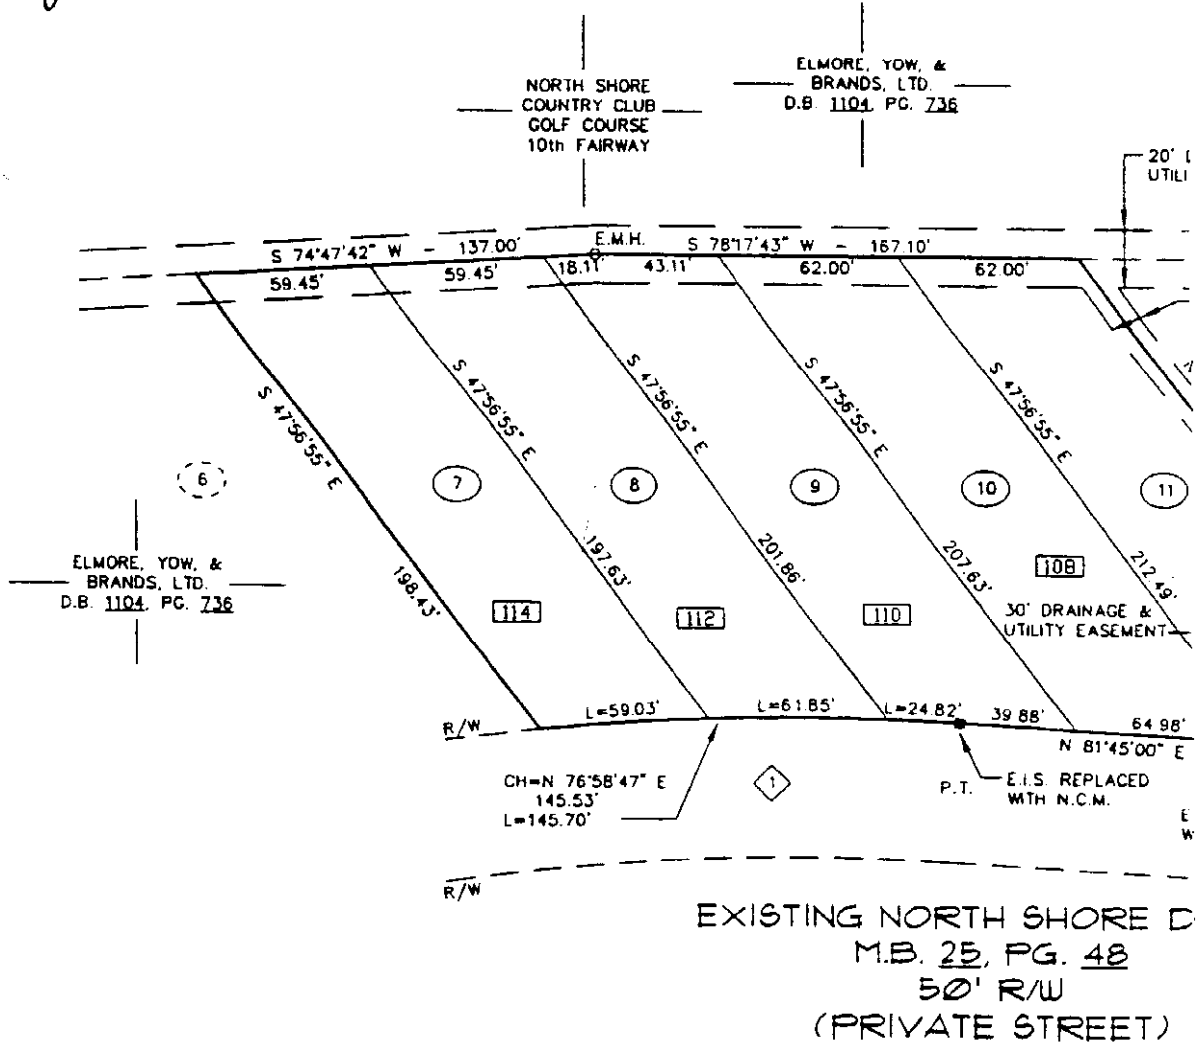 ELMORE, YOW, &
BRANDS, LTD.
D.B. 1104, PG. 736
NORTH SHORE
COUNTRY CLUB
GOLF COURSE
10th FAIRWAY
20'
UTILI
S 74°47'42" W - 137.00'
E.M.H.
S 78°17'43" W - 167.10'
59.45'
59.45'
18.11'
43.11'
62.00'
62.00'
S 47°56'55" E
S 47°56'55" E
S 47°56'55" E
S 47°56'55" E
S 47°56'55" E
6
7
8
9
10
11
ELMORE, YOW, &
BRANDS, LTD.
D.B. 1104, PG. 736
198.43'
197.63'
201.86'
207.63'
212.49'
108
114
112
110
30' DRAINAGE &
UTILITY EASEMENT
R/W
L=59.03'
L=61.85'
L=24.82'
39.88'
64.98'
N 81°45'00" E
CH=N 76°58'47" E
145.53'
L=145.70'
1
P.T.
E.I.S. REPLACED
WITH N.C.M.
E
W
R/W
EXISTING NORTH SHORE D
M.B. 25, PG. 48
50' R/W
(PRIVATE STREET)